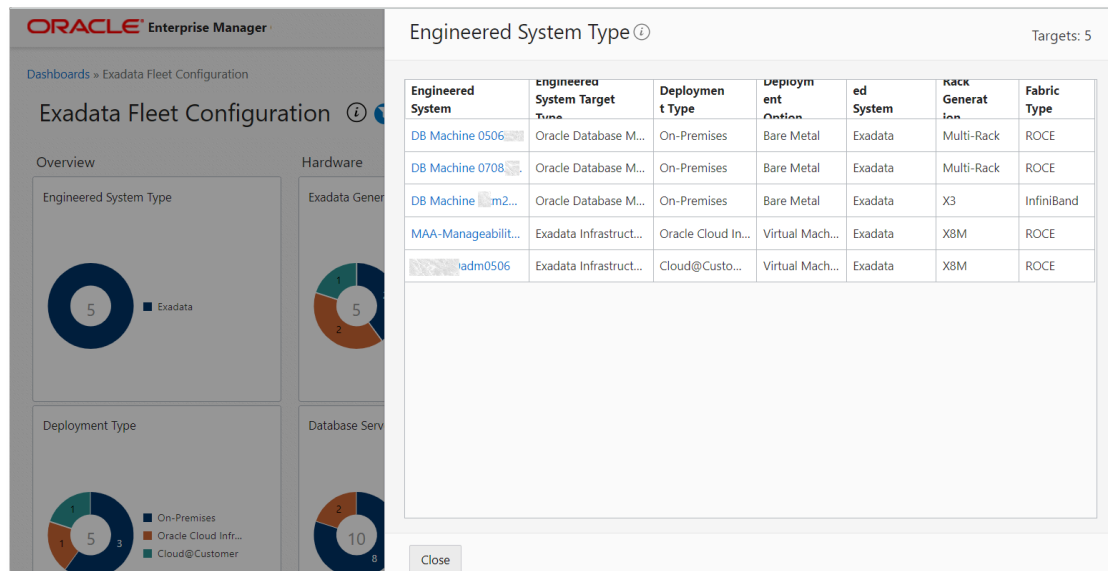 ORACLE Enterprise Manager
Dashboards » Exadata Fleet Configuration
Exadata Fleet Configuration
Overview
Hardware
Engineered System Type
Exadata Gener
5
Exadata
1
5
2
Deployment Type
Database Serv
1
5
3
1
On-Premises
Oracle Cloud Infr...
Cloud@Customer
2
10
8
Engineered System Type
Targets: 5
Engineered System
Engineered System Target Type
Deploymen t Type
Deploym ent Option
ed System
Rack Generat ion
Fabric Type
DB Machine 0506 Oracle Database M... On-Premises Bare Metal Exadata Multi-Rack ROCE
DB Machine 0708 . Oracle Database M... On-Premises Bare Metal Exadata Multi-Rack ROCE
DB Machine m2... Oracle Database M... On-Premises Bare Metal Exadata X3 InfiniBand
MAA-Manageabilit... Exadata Infrastruct... Oracle Cloud In... Virtual Mach... Exadata X8M ROCE
adm0506 Exadata Infrastruct... Cloud@Custo... Virtual Mach... Exadata X8M ROCE
Close